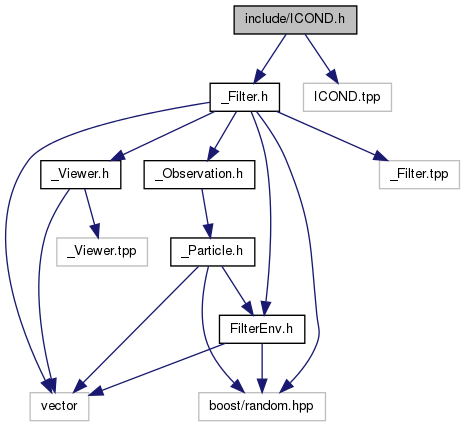 include/ICOND.h
_Filter.h
ICOND.tpp
_Viewer.h
_Observation.h
_Filter.tpp
_Viewer.tpp
_Particle.h
FilterEnv.h
vector
boost/random.hpp